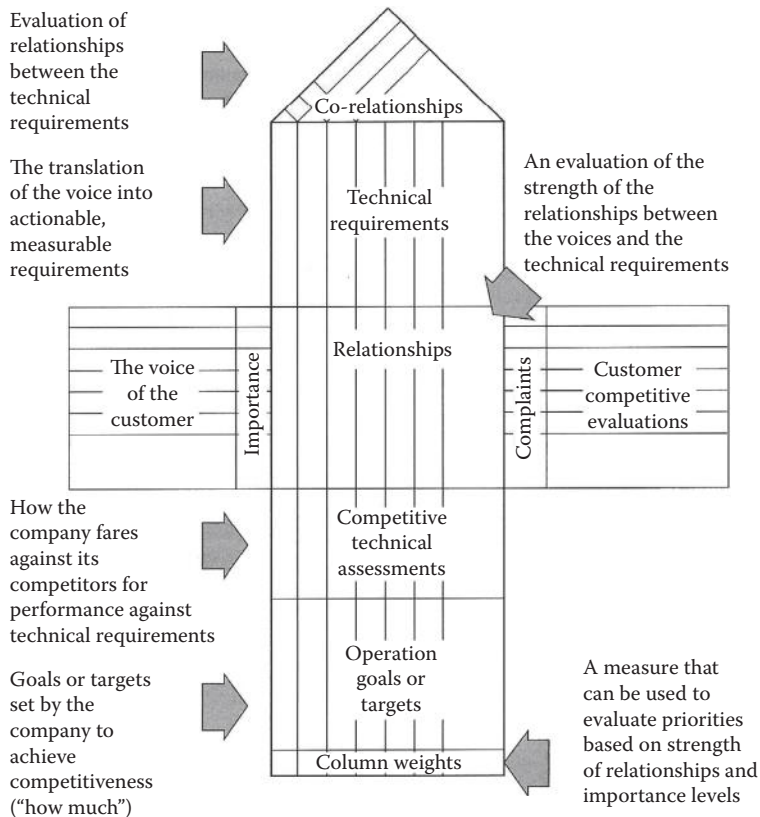 Evaluation of
relationships
between the
technical
requirements
Co-relationships
The translation
of the voice into
actionable,
measurable
requirements
Technical
requirements
An evaluation of the
strength of the
relationships between
the voices and the
technical requirements
The voice
of the
customer
Importance
Relationships
Complaints
Customer
competitive
evaluations
How the
company fares
against its
competitors for
performance against
technical requirements
Competitive
technical
assessments
Goals or targets
set by the
company to
achieve
competitiveness
(“how much”)
Operation
goals or
targets
Column weights
A measure that
can be used to
evaluate priorities
based on strength
of relationships and
importance levels